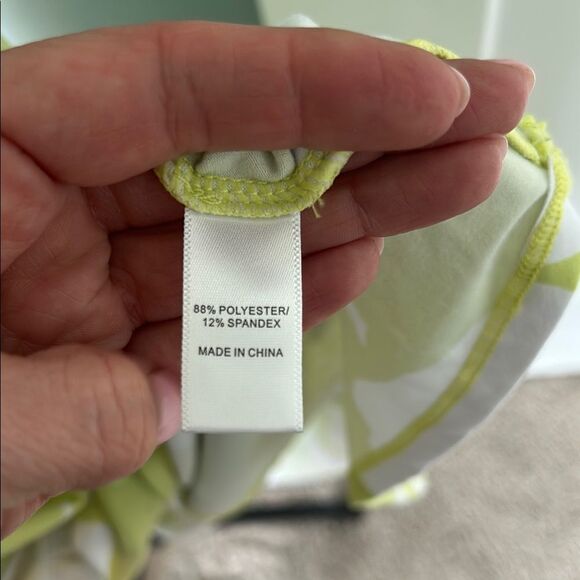 88% POLYESTER/
12% SPANDEX
MADE IN CHINA